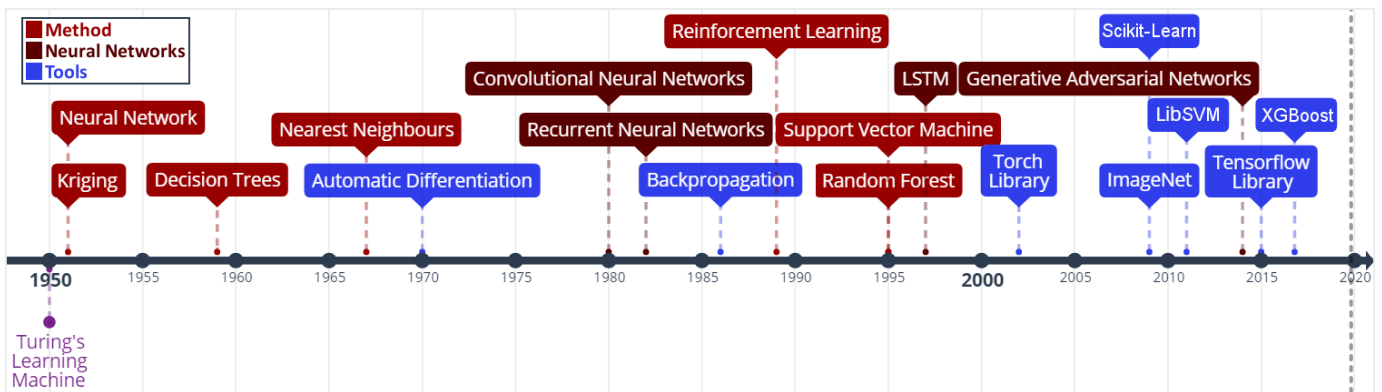 Method
Neural Networks
Tools
Reinforcement Learning
Scikit-Learn
Convolutional Neural Networks
LSTM
Generative Adversarial Networks
Neural Network
Nearest Neighbours
Recurrent Neural Networks
Support Vector Machine
LibSVM
XGBoost
Kriging
Decision Trees
Automatic Differentiation
Backpropagation
Random Forest
Torch
Library
ImageNet
Tensorflow
Library
1950
1955
1960
1965
1970
1975
1980
1985
1990
1995
2000
2005
2010
2015
2020
Turing's
Learning
Machine